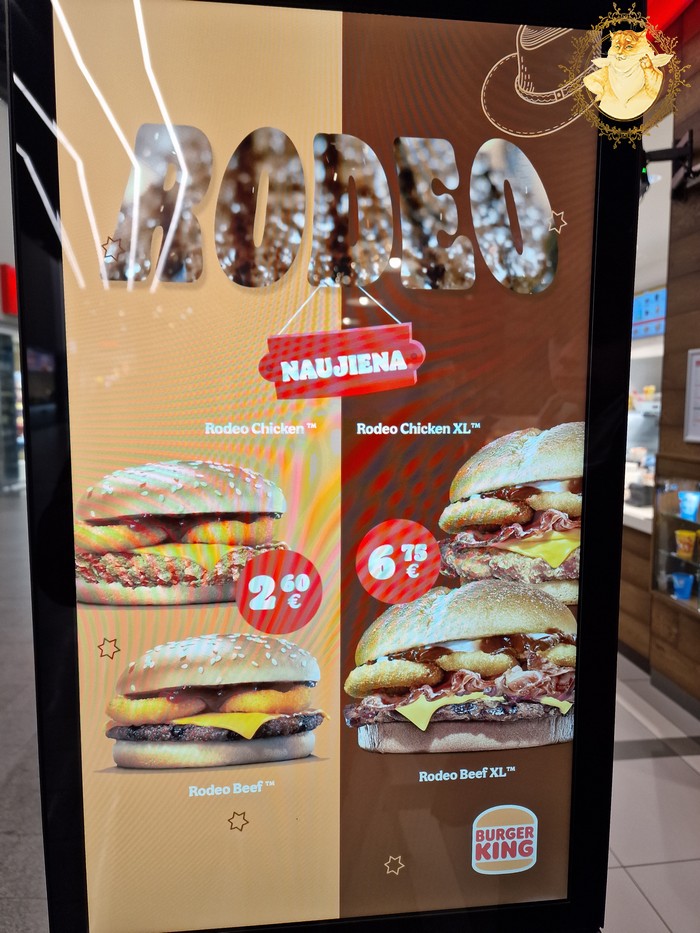 RODEO
NAUJIENA
Rodeo Chicken™
Rodeo Chicken XL™
2 60 €
6 75 €
Rodeo Beef™
Rodeo Beef XL™
BURGER
KING